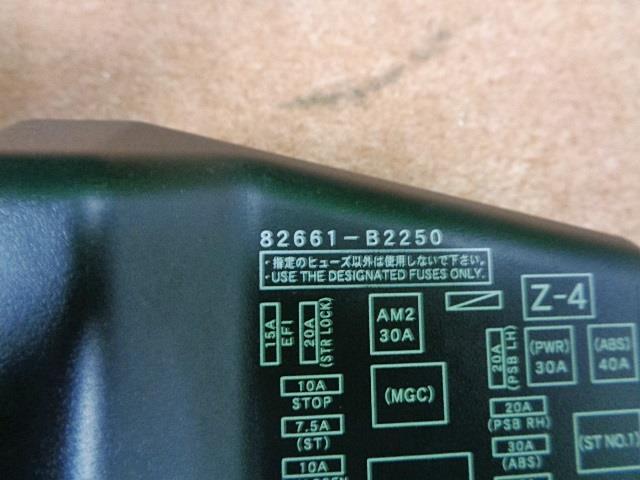 82661-B2250
・指定のヒューズ以外は使用しないで下さい。
・USE THE DESIGNATED FUSES ONLY.
Z-4
15A
EFI
20A
(STR LOCK)
AM2
30A
20A
(PSB LH)
(PWR)
30A
(ABS)
40A
10A
STOP
(MGC)
7.5A
(ST)
20A
(PSB RH)
30A
(ABS)
(ST NO.1)
10A